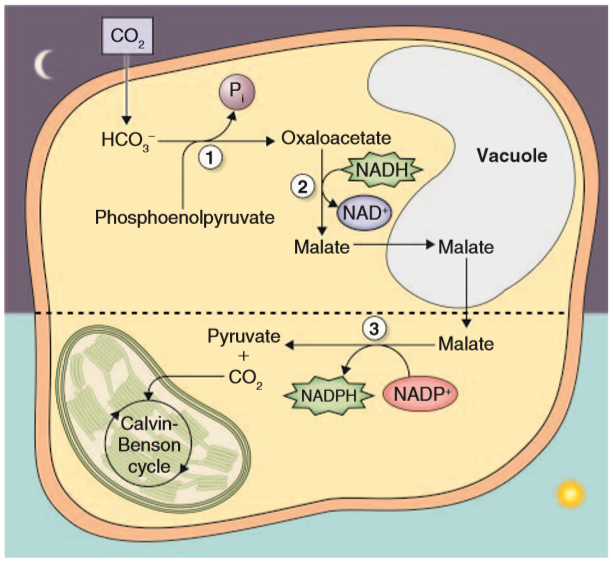 CO₂
Pᵢ
HCO₃⁻
1
Oxaloacetate
Vacuole
NADH
2
Phosphoenolpyruvate
NAD⁺
Malate
Malate
3
Pyruvate
+
CO₂
Malate
NADPH
NADP⁺
Calvin-
Benson
cycle